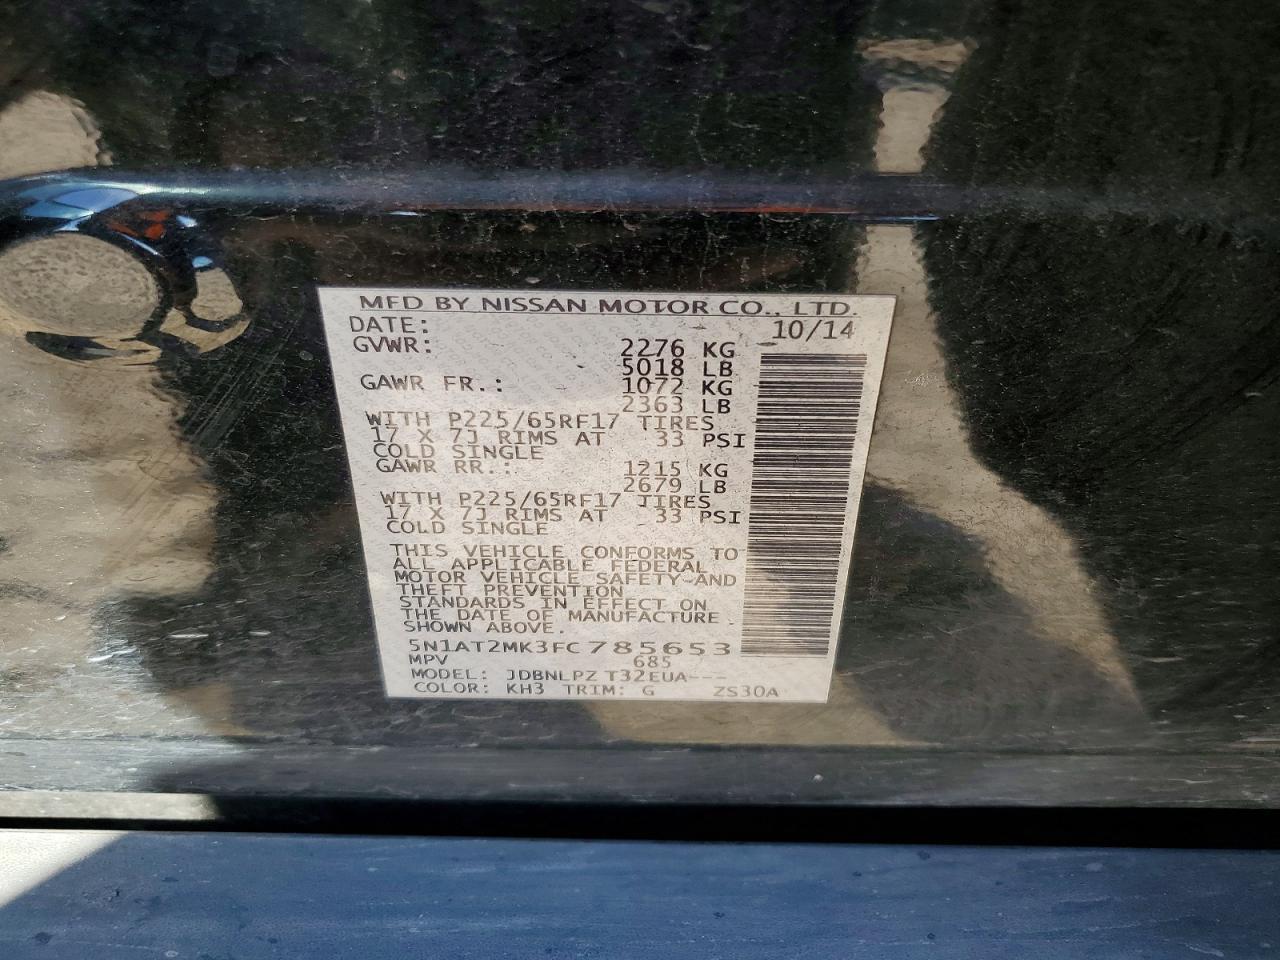 MFD BY NISSAN MOTOR CO., LTD.
DATE: 10/14
GVWR: 2276 KG
5018 LB
GAWR FR.: 1072 KG
2363 LB
WITH P225/65RF17 TIRES
17 X 7J RIMS AT 33 PSI
COLD SINGLE
GAWR RR.: 1215 KG
2679 LB
WITH P225/65RF17 TIRES
17 X 7J RIMS AT 33 PSI
COLD SINGLE
THIS VEHICLE CONFORMS TO
ALL APPLICABLE FEDERAL
MOTOR VEHICLE SAFETY AND
THEFT PREVENTION
STANDARDS IN EFFECT ON
THE DATE OF MANUFACTURE
SHOWN ABOVE.
5N1AT2MK3FC785653
MPV 685
MODEL: JDBNLPZ T32EUA---
COLOR: KH3 TRIM: G ZS30A